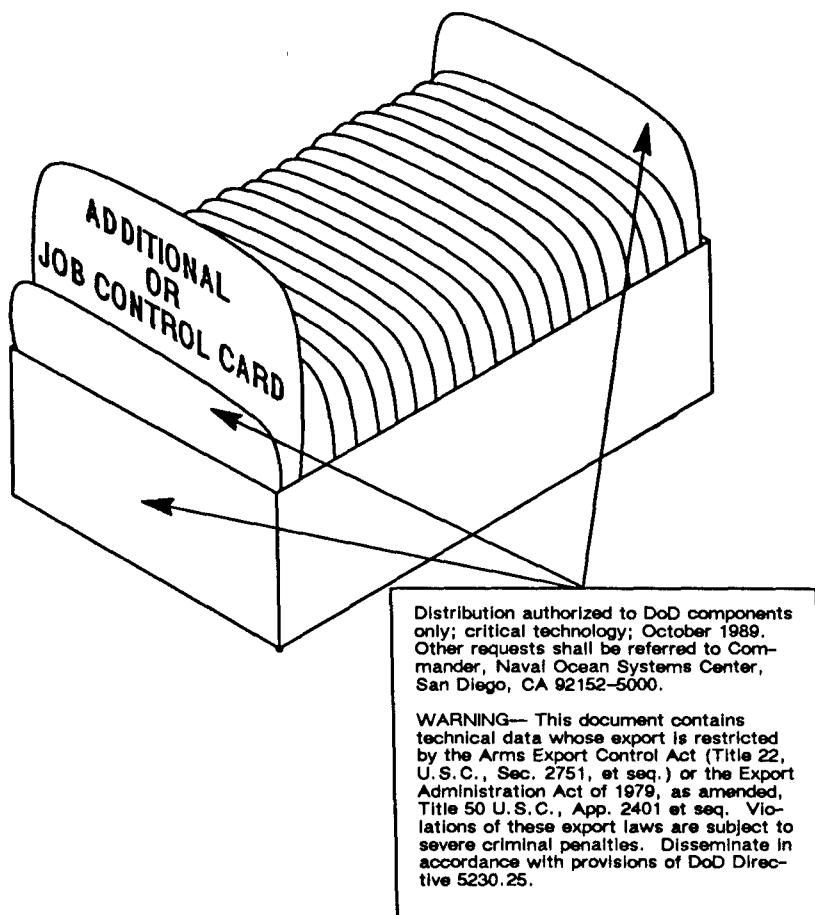 ADDITIONAL
OR
JOB CONTROL CARD
Distribution authorized to DoD components
only; critical technology; October 1989.
Other requests shall be referred to Com-
mander, Naval Ocean Systems Center,
San Diego, CA 92152–5000.
WARNING— This document contains
technical data whose export is restricted
by the Arms Export Control Act (Title 22,
U.S.C., Sec. 2751, et seq.) or the Export
Administration Act of 1979, as amended,
Title 50 U.S.C., App. 2401 et seq. Vio-
lations of these export laws are subject to
severe criminal penalties. Disseminate in
accordance with provisions of DoD Direc-
tive 5230.25.